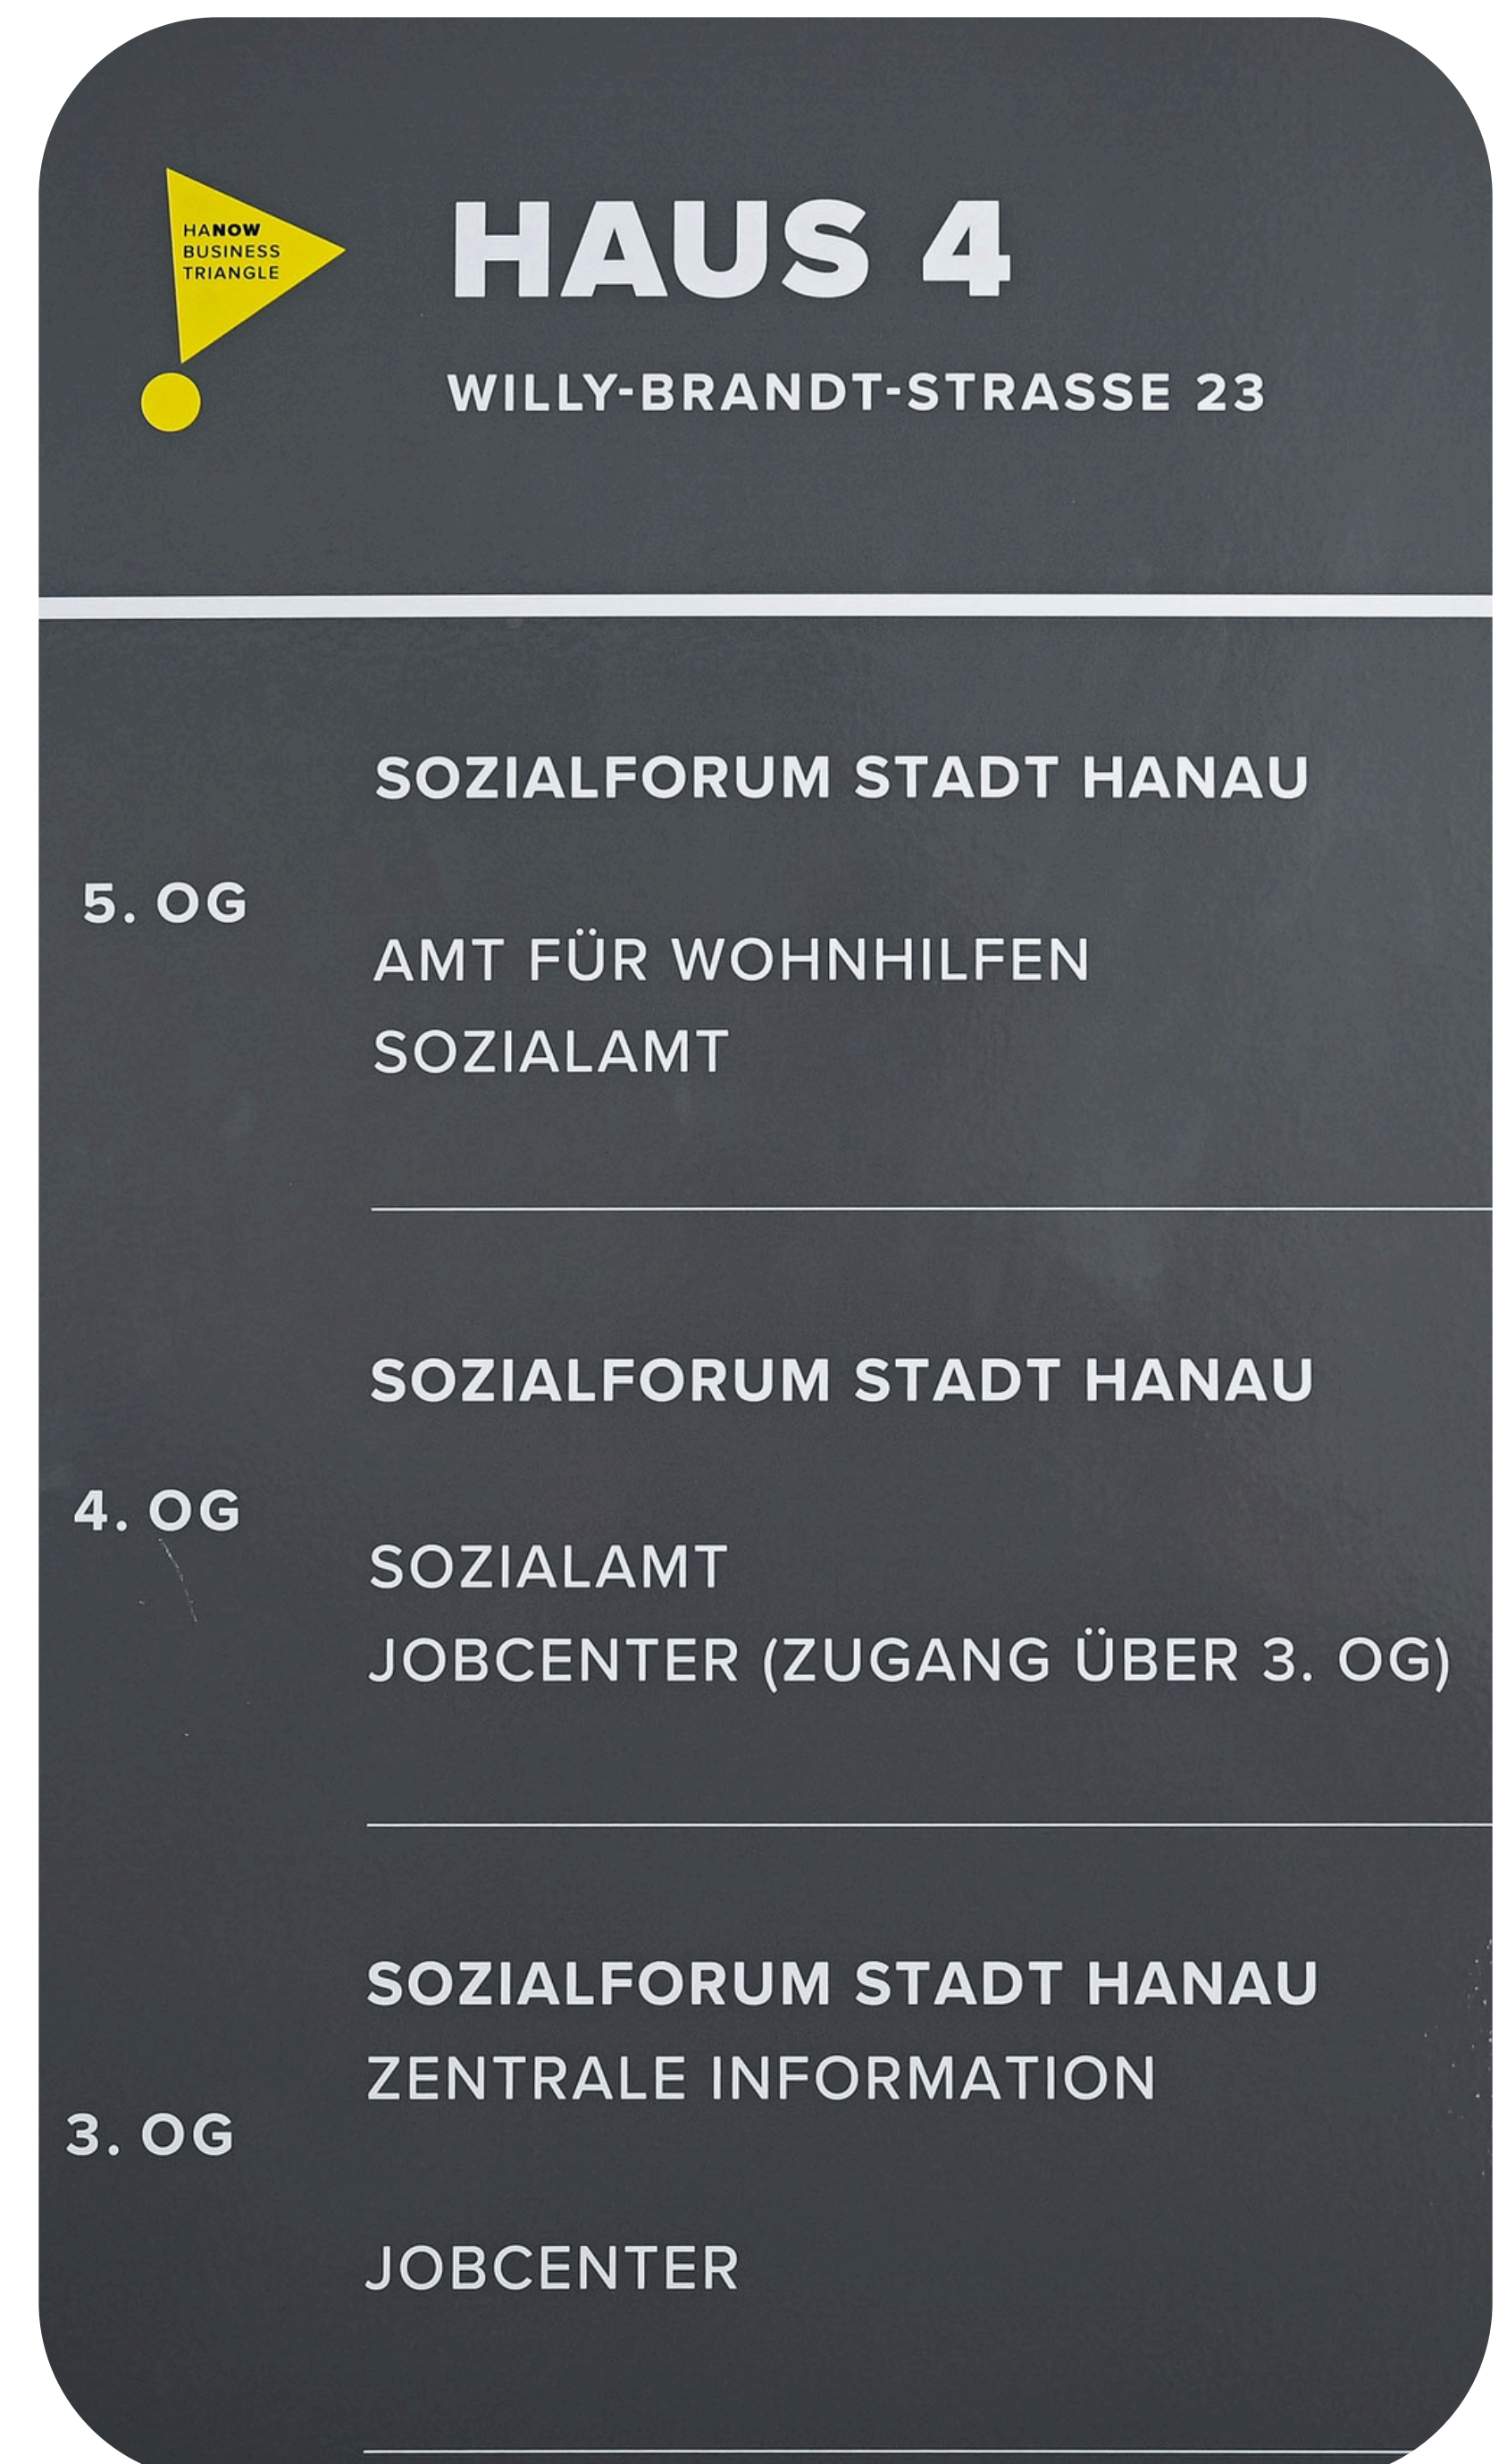 HANOW
BUSINESS
TRIANGLE
HAUS 4
WILLY-BRANDT-STRASSE 23
SOZIALFORUM STADT HANAU
5. OG
AMT FÜR WOHNHILFEN
SOZIALAMT
SOZIALFORUM STADT HANAU
4. OG
SOZIALAMT
JOBCENTER (ZUGANG ÜBER 3. OG)
SOZIALFORUM STADT HANAU
ZENTRALE INFORMATION
3. OG
JOBCENTER